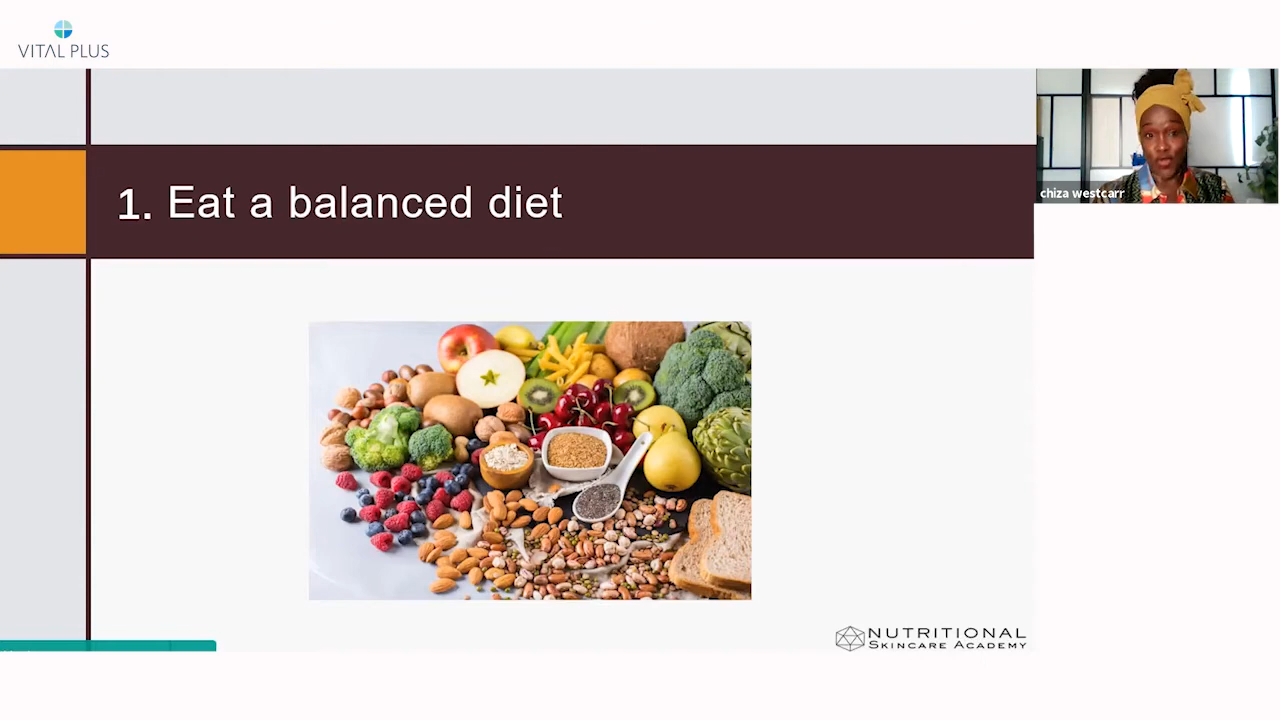 VITAL PLUS
1. Eat a balanced diet
chiza westcarr
NUTRITIONAL
SKINCARE ACADEMY